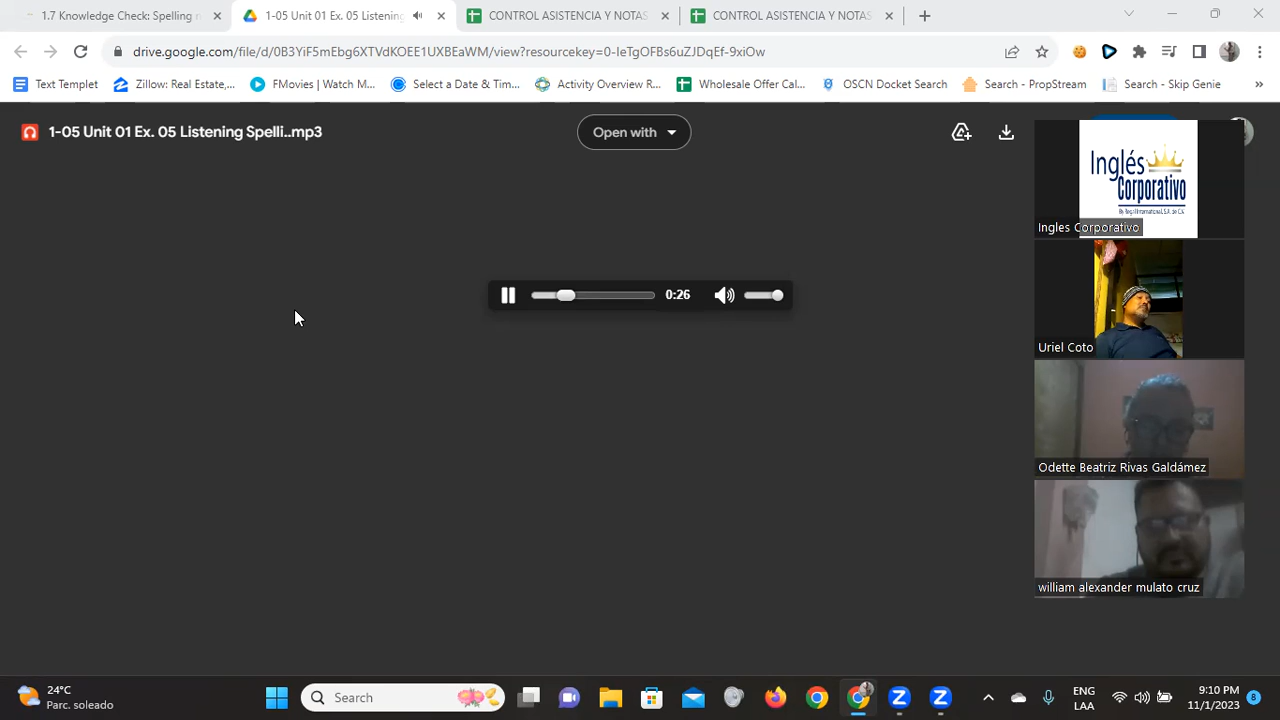 1.7 Knowledge Check: Spelling
1-05 Unit 01 Ex. 05 Listening
CONTROL ASISTENCIA Y NOTAS
CONTROL ASISTENCIA Y NOTAS
drive.google.com/file/d/0B3YiF5mEbg6XTVdKOEE1UXBEaWM/view?resourcekey=0-IeTgOFBs6uZJDqEf-9xiOw
Text Templet
Zillow: Real Estate,...
FMovies | Watch M...
Select a Date & Tim...
Activity Overview R...
Wholesale Offer Cal...
OSCN Docket Search
Search - PropStream
Search - Skip Genie
1-05 Unit 01 Ex. 05 Listening Spelli..mp3
Open with
Inglés
Corporativo
Ingles Corporativo
0:26
Uriel Coto
Odette Beatriz Rivas Galdámez
william alexander mulato cruz
24°C
Parc. soleado
Search
ENG
LAA
9:10 PM
11/1/2023
8